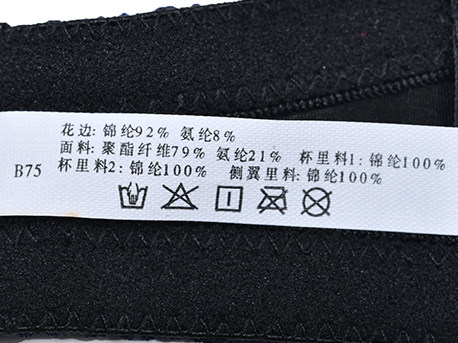 花边: 锦纶92% 氨纶8%
面料: 聚酯纤维79% 氨纶21% 杯里料1: 锦纶100%
B75 杯里料2: 锦纶100% 侧翼里料: 锦纶100%